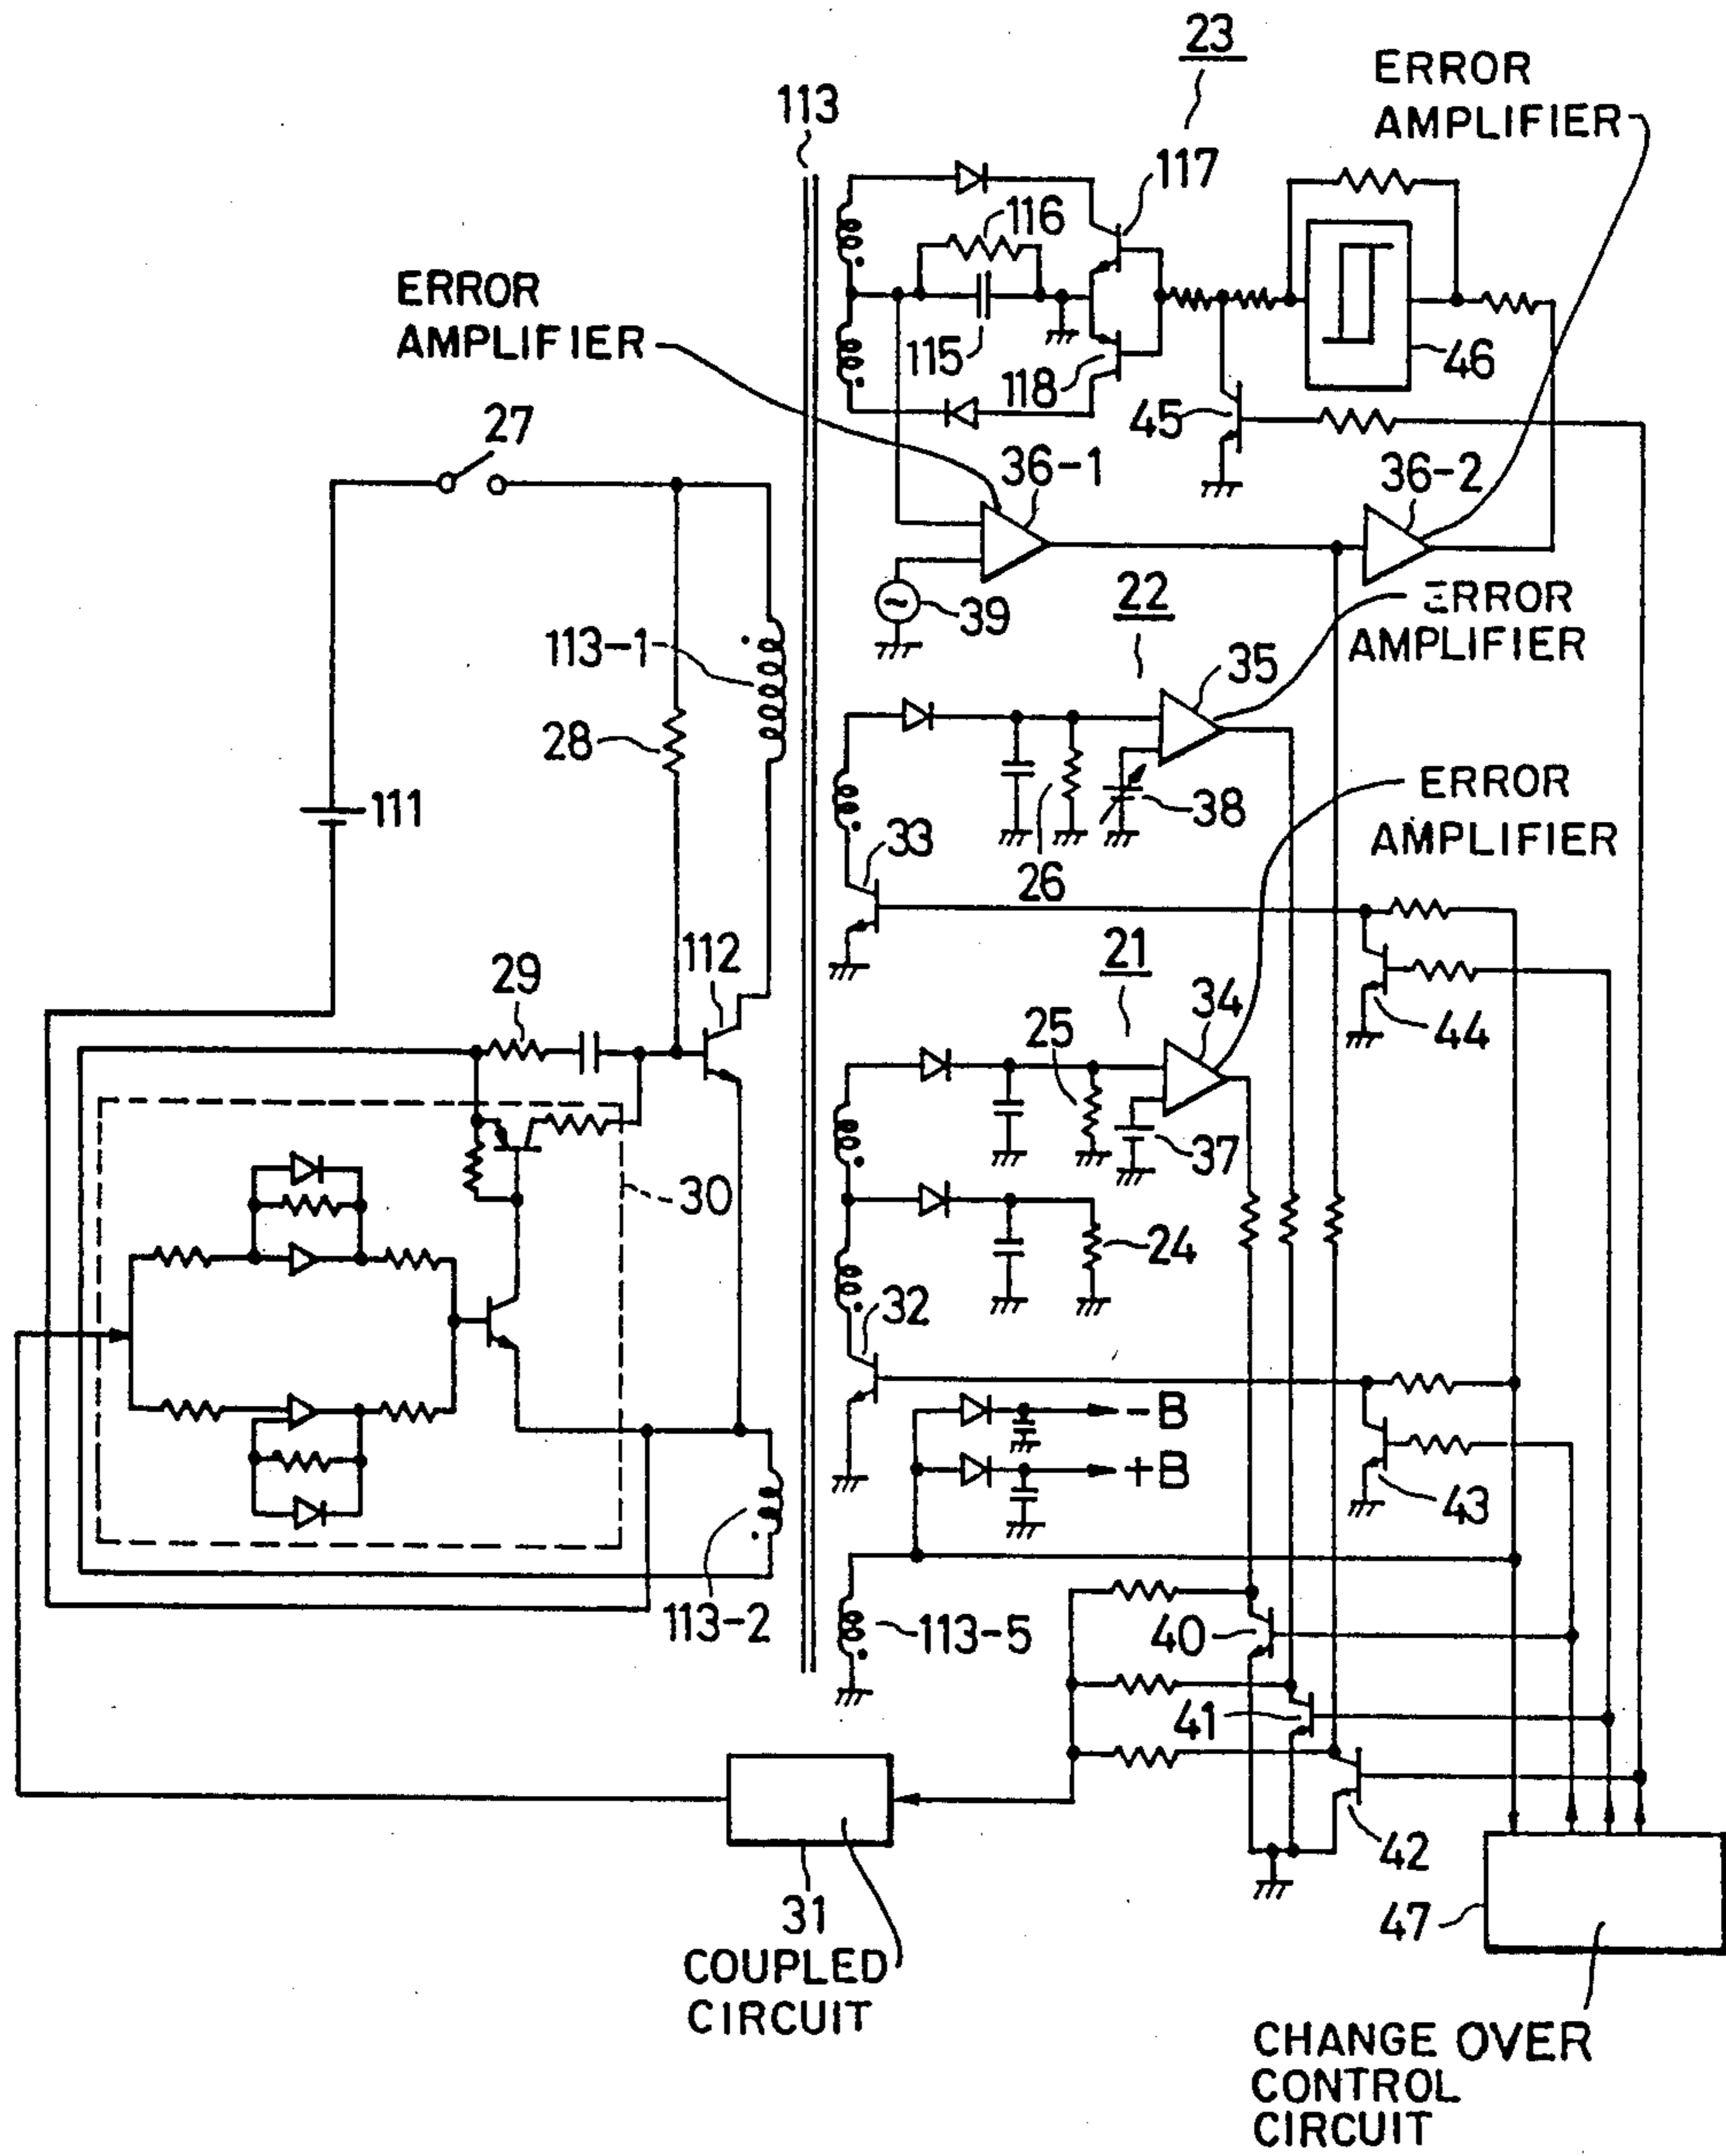 23
ERROR
AMPLIFIER
113
117
116
ERROR
AMPLIFIER
115
118
46
45
27
36-1
36-2
39
22
ERROR
AMPLIFIER
113-1
35
28
111
38
ERROR
AMPLIFIER
33
26
112
21
29
34
25
44
37
30
24
32
-B
+B
43
113-2
113-5
40
41
42
31
COUPLED
CIRCUIT
47
CHANGE OVER
CONTROL
CIRCUIT